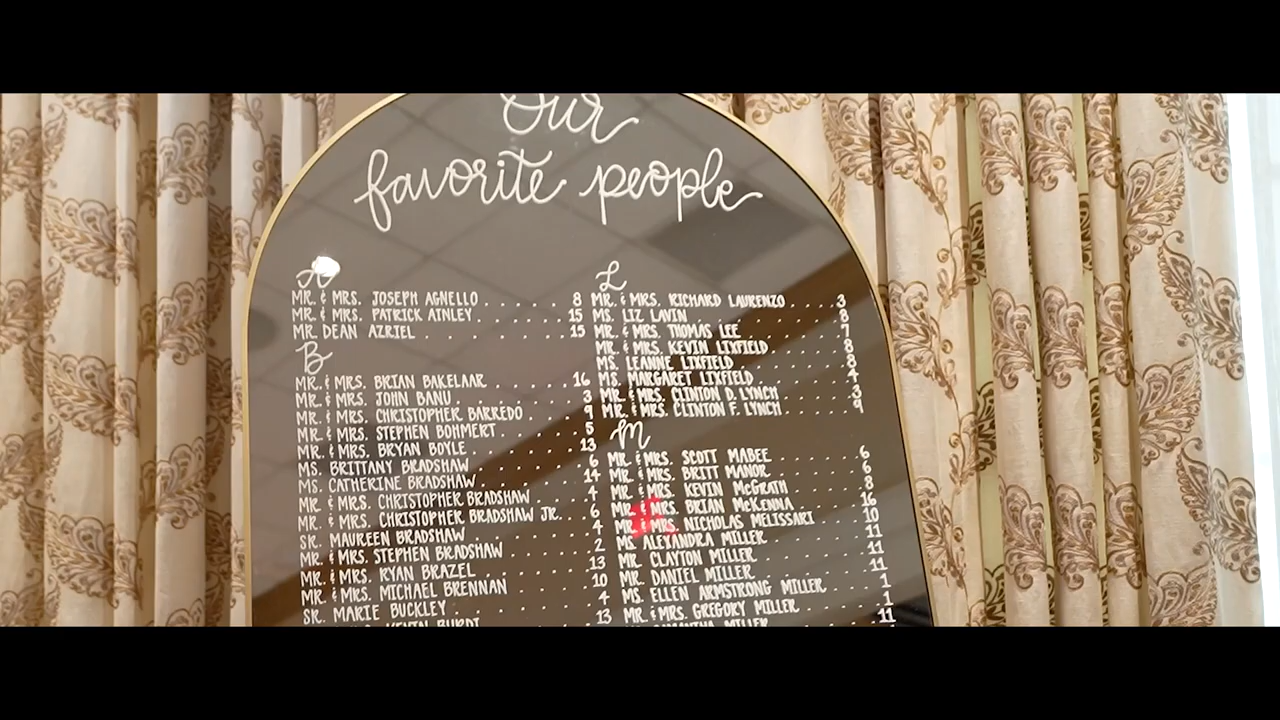 Our
favorite people
A
MR. & MRS. JOSEPH AGNELLO . . . . . . 8
MR. & MRS. PATRICK AINLEY . . . . . . 15
MR. DEAN AZRIEL . . . . . . . . 15
B
MR. & MRS. BRIAN BAKELAAR . . . . . . 16
MR. & MRS. JOHN BANU . . . . . . . . 3
MR. & MRS. CHRISTOPHER BARREDO . . . . 9
MR. & MRS. STEPHEN BOHMERT . . . . . . 5
MR. & MRS. BRYAN BOYLE . . . . . . . 13
MS. BRITTANY BRADSHAW . . . . . . . 6
MS. CATHERINE BRADSHAW . . . . . . . 14
MR. & MRS. CHRISTOPHER BRADSHAW . . . . 4
MR. & MRS. CHRISTOPHER BRADSHAW JR. . . 6
SR. MAUREEN BRADSHAW . . . . . . . 4
MR. & MRS. STEPHEN BRADSHAW . . . . . . 2
MR. & MRS. RYAN BRAZEL . . . . . . . 13
MR. & MRS. MICHAEL BRENNAN . . . . . . 10
SR. MARIE BUCKLEY . . . . . . . . 4
13
L
MR. & MRS. RICHARD LAURENZO . . . . 3
MS. LIZ LAVIN . . . . . . . . 8
MR. & MRS. THOMAS LEE . . . . . . 7
MR. & MRS. KEVIN LIXFIELD . . . . . 8
MS. LEANNE LIXFIELD . . . . . . . 8
MS. MARGARET LIXFIELD . . . . . . 4
MR. & MRS. CLINTON D. LYNCH . . . . 3
MR. & MRS. CLINTON F. LYNCH . . . . 9
M
MR. & MRS. SCOTT MABEE . . . . . . 6
MR. & MRS. BRITT MANOR . . . . . . 6
MR. & MRS. KEVIN McGRATH . . . . . 8
MR. & MRS. BRIAN McKENNA . . . . . 16
MR. & MRS. NICHOLAS MELISSARI . . . . 10
MS. ALEXANDRA MILLER . . . . . . . 11
MR. CLAYTON MILLER . . . . . . . 11
MR. DANIEL MILLER . . . . . . . 11
MS. ELLEN ARMSTRONG MILLER . . . . 1
MR. & MRS. GREGORY MILLER . . . . . 1
MILLER . . . . . . 11